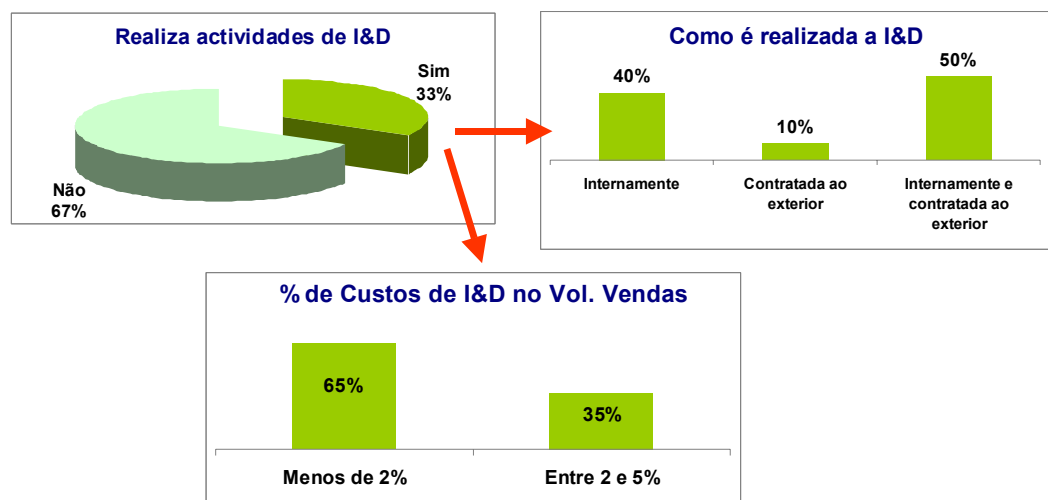 Realiza actividades de I&D
Sim
33%
Não
67%
Como é realizada a I&D
40%
10%
50%
Internamente
Contratada ao
exterior
Internamente e
contratada ao
exterior
% de Custos de I&D no Vol. Vendas
65%
35%
Menos de 2%
Entre 2 e 5%